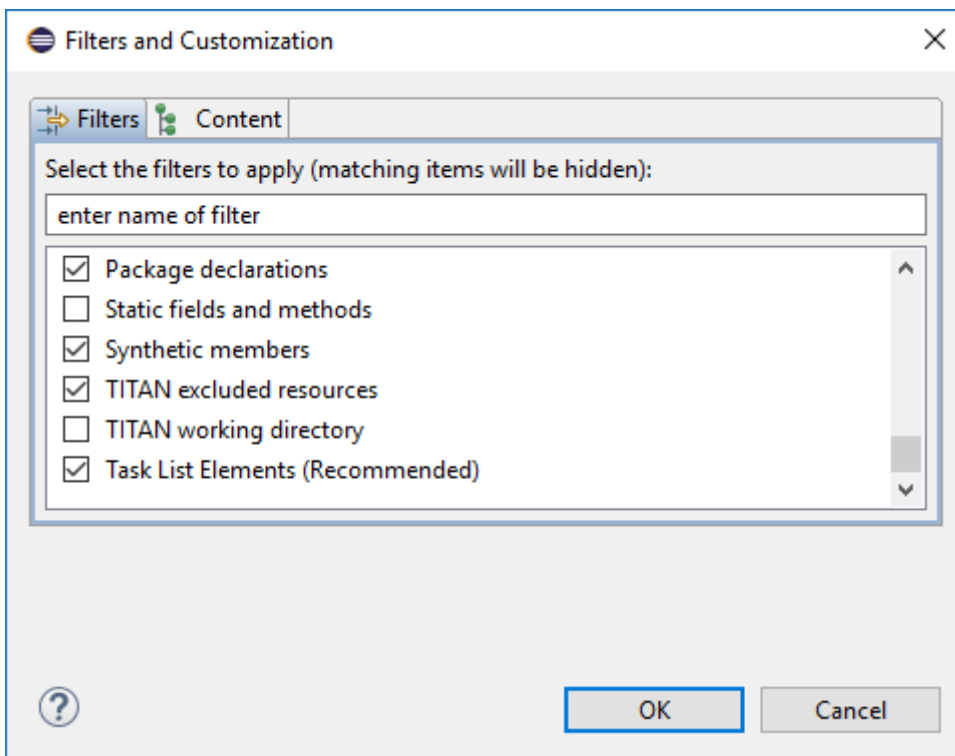 Filters and Customization
Filters Content
Select the filters to apply (matching items will be hidden):
enter name of filter
Package declarations
Static fields and methods
Synthetic members
TITAN excluded resources
TITAN working directory
Task List Elements (Recommended)
?
OK Cancel